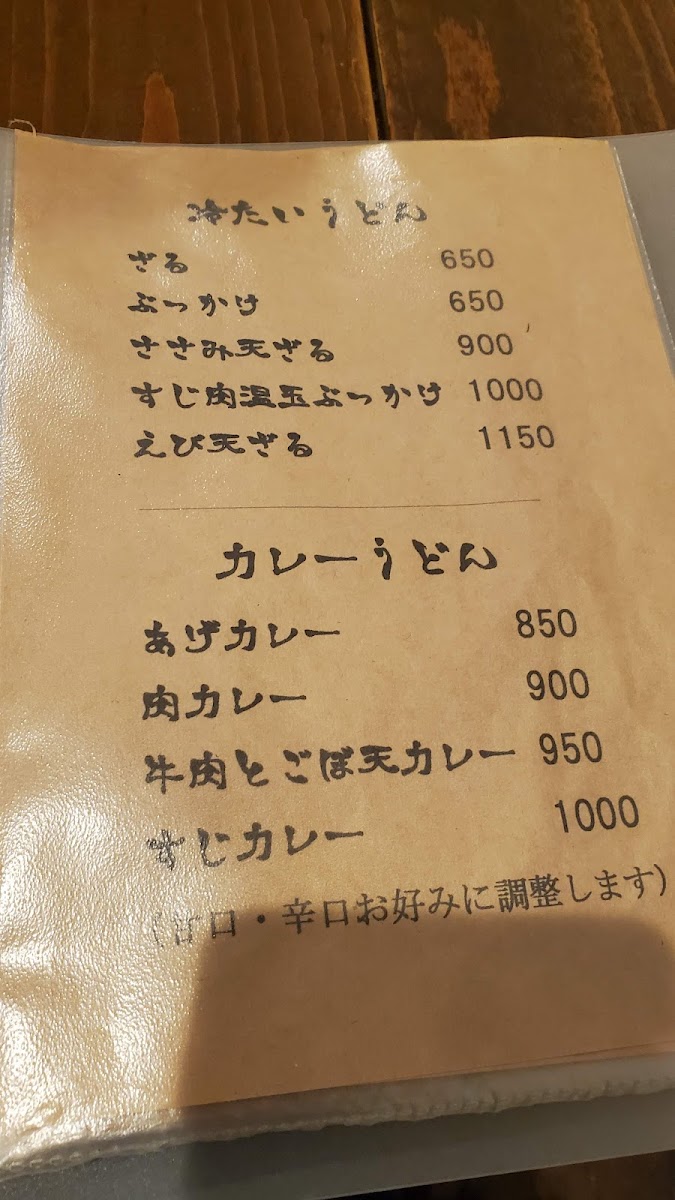 冷たいうどん
ざる 650
ぶっかけ 650
ささみ天ざる 900
すじ肉温玉ぶっかけ 1000
えび天ざる 1150
カレーうどん
あげカレー 850
肉カレー 900
牛肉とごぼ天カレー 950
すじカレー 1000
(甘口・辛口お好みに調整します)